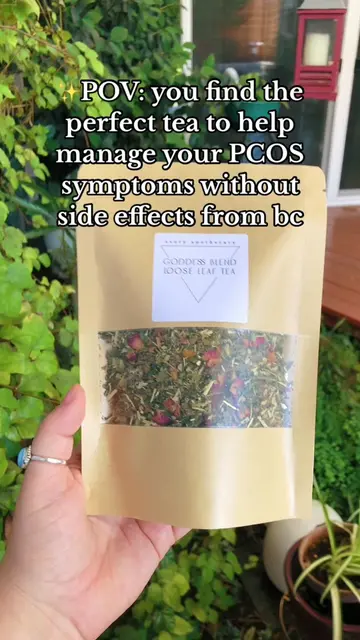 ✨POV: you find the
perfect tea to help
manage your PCOS
symptoms without
side effects from bc
GODDESS BLEND
LOOSE LEAF TEA